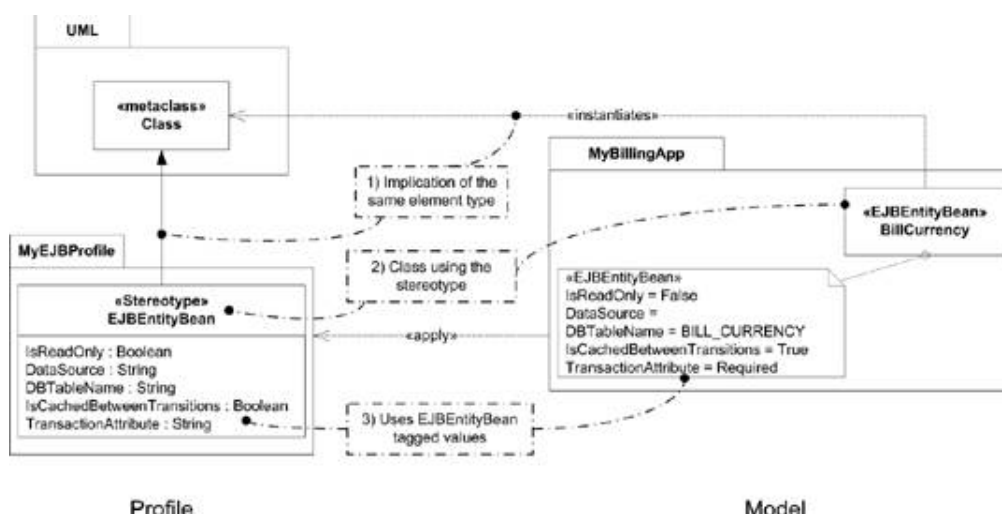 UML
«metaclass»
Class
«instantiates»
MyBillingApp
1) Implication of the
same element type
«EJBEntityBean»
BillCurrency
MyEJBProfile
2) Class using the
stereotype
«Stereotype»
EJBEntityBean
«EJBEntityBean»
IsReadOnly = False
DataSource =
DBTableName = BILL_CURRENCY
IsCachedBetweenTransitions = True
TransactionAttribute = Required
«apply»
IsReadOnly : Boolean
DataSource : String
DBTableName : String
IsCachedBetweenTransitions : Boolean
TransactionAttribute : String
3) Uses EJBEntityBean
tagged values
Profile
Model